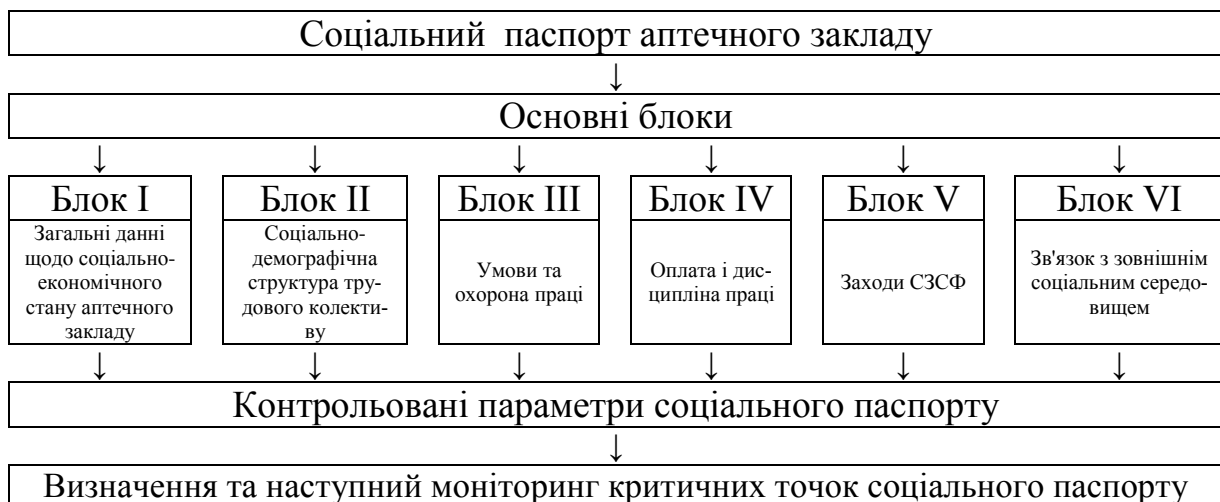 Соціальний паспорт аптечного закладу
↓
Основні блоки
↓ ↓ ↓ ↓ ↓ ↓
Блок I
Загальні данні
щодо соціально-
економічного
стану аптечного
закладу
Блок II
Соціально-
демографічна
структура тру-
дового колекти-
ву
Блок III
Умови та
охорона праці
Блок IV
Оплата і дис-
ципліна праці
Блок V
Заходи СЗСФ
Блок VI
Зв'язок з зовнішнім
соціальним середо-
вищем
↓ ↓ ↓ ↓ ↓ ↓
Контрольовані параметри соціального паспорту
↓
Визначення та наступний моніторинг критичних точок соціального паспорту